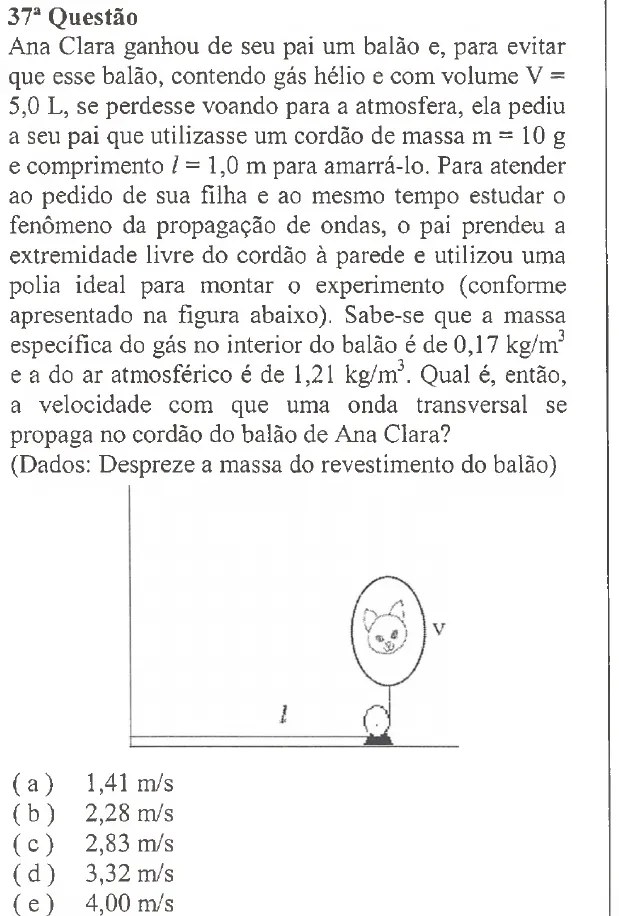 37ª Questão
Ana Clara ganhou de seu pai um balão e, para evitar
que esse balão, contendo gás hélio e com volume V =
5,0 L, se perdesse voando para a atmosfera, ela pediu
a seu pai que utilizasse um cordão de massa m = 10 g
e comprimento l = 1,0 m para amarrá-lo. Para atender
ao pedido de sua filha e ao mesmo tempo estudar o
fenômeno da propagação de ondas, o pai prendeu a
extremidade livre do cordão à parede e utilizou uma
polia ideal para montar o experimento (conforme
apresentado na figura abaixo). Sabe-se que a massa
específica do gás no interior do balão é de 0,17 kg/m³
e a do ar atmosférico é de 1,21 kg/m³. Qual é, então,
a velocidade com que uma onda transversal se
propaga no cordão do balão de Ana Clara?
(Dados: Despreze a massa do revestimento do balão)
V
l
( a ) 1,41 m/s
( b ) 2,28 m/s
( c ) 2,83 m/s
( d ) 3,32 m/s
( e ) 4,00 m/s